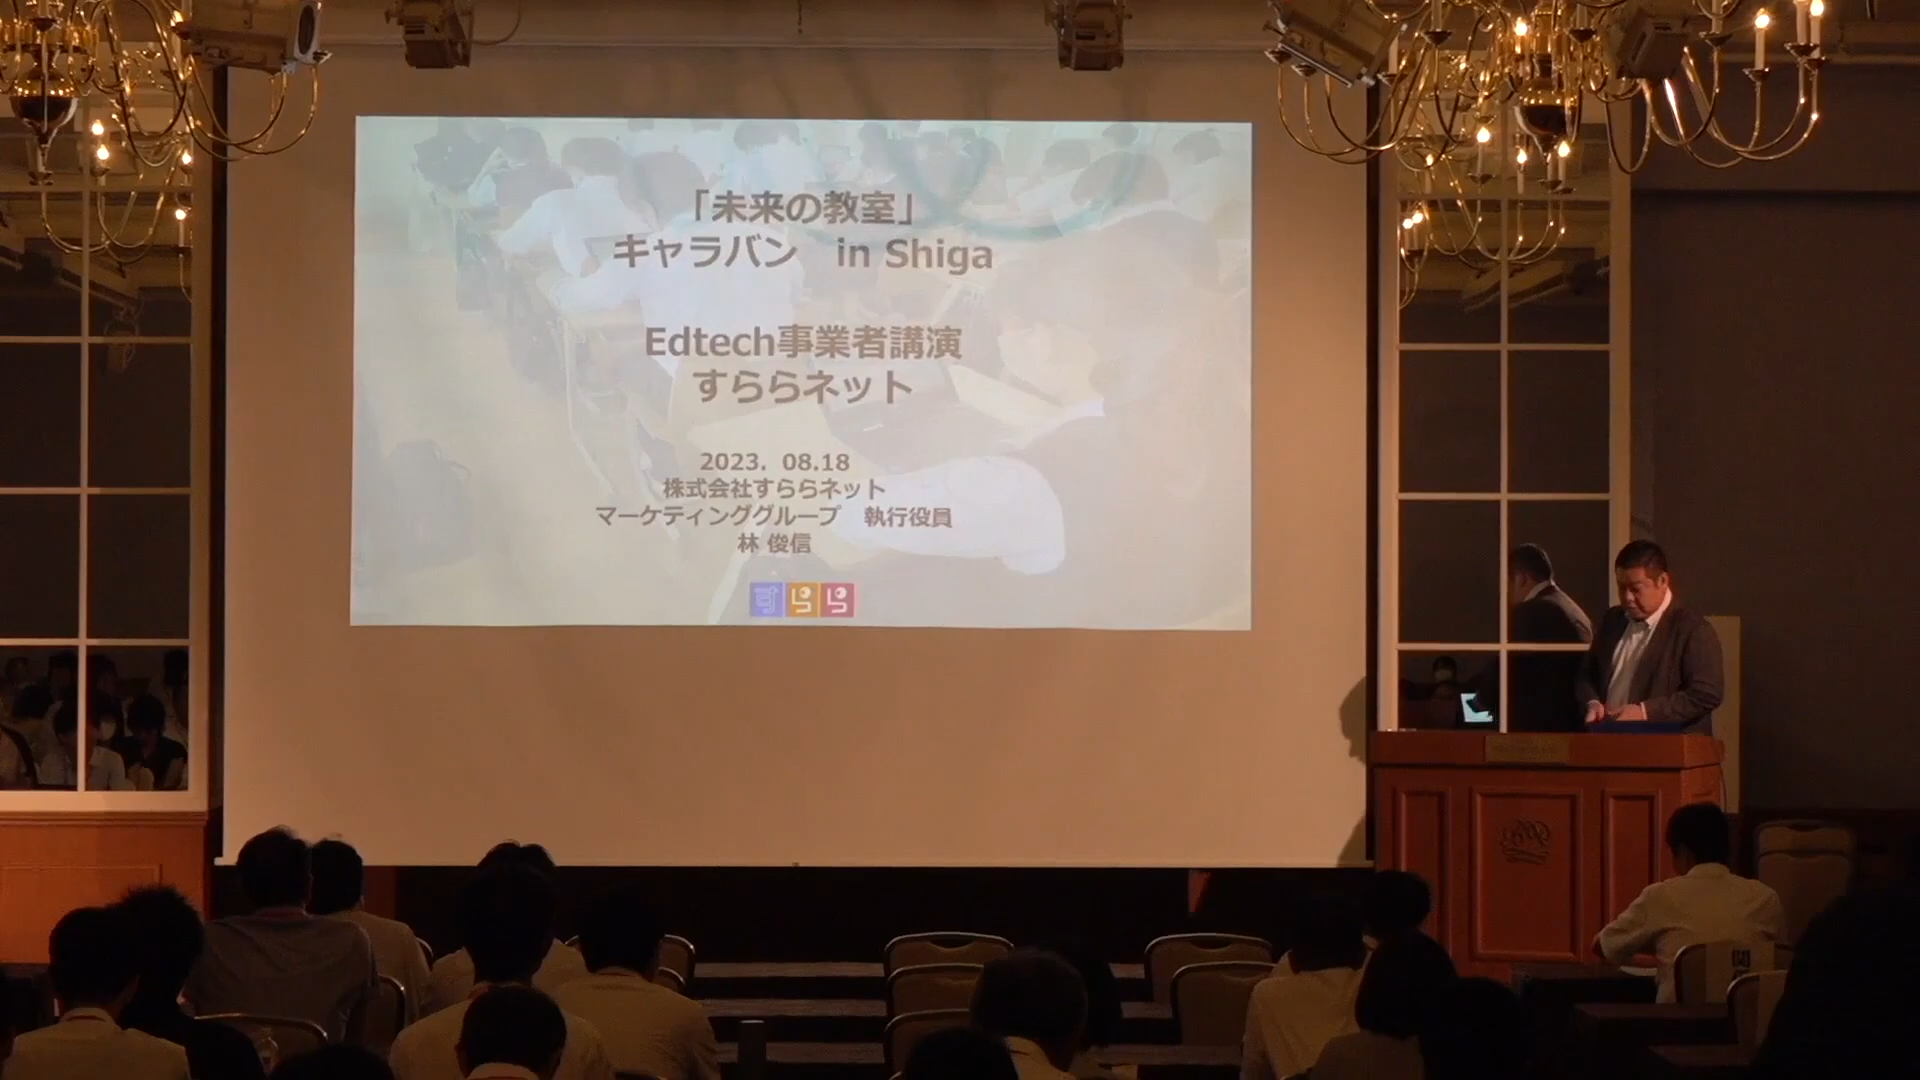 「未来の教室」
キャラバン in Shiga
Edtech事業者講演
すららネット
2023. 08.18
株式会社すららネット
マーケティンググループ 執行役員
林 俊信
すらら